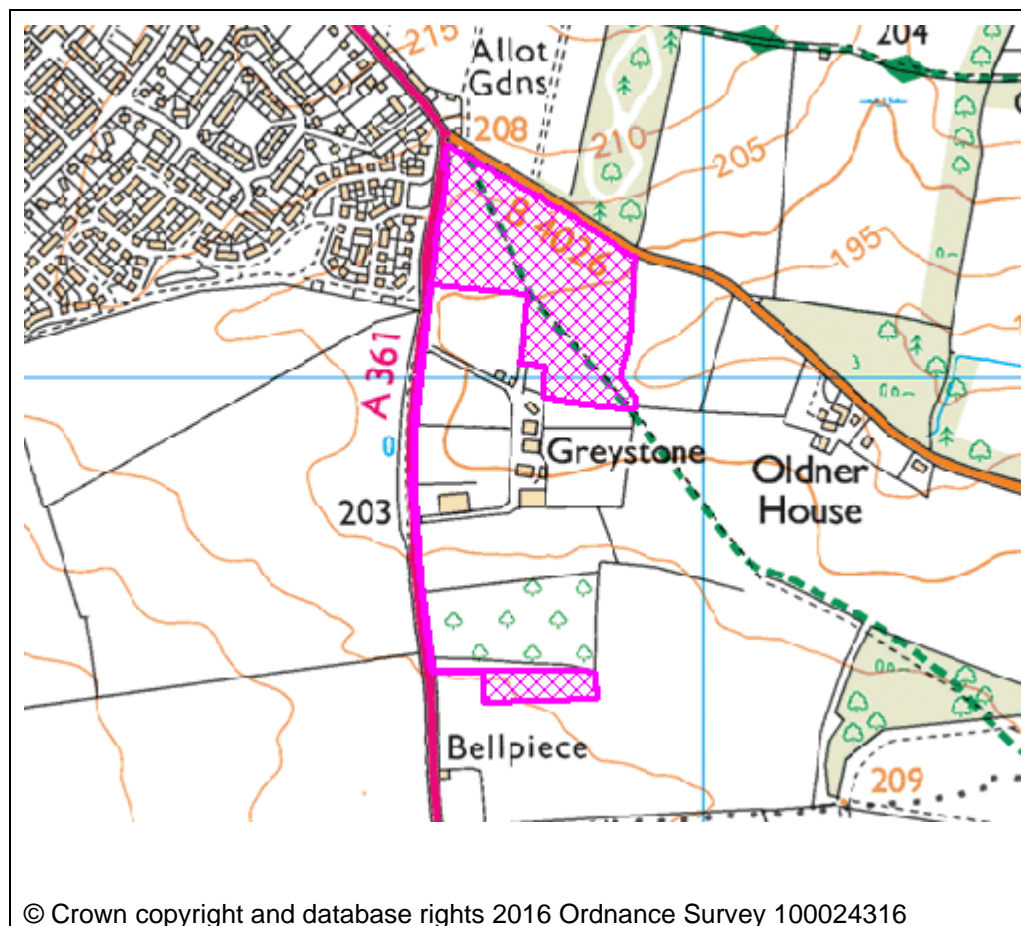 215
Allot
Gdns
204
208
210
205
B 4026
195
A 361
Greystone
Oldner
House
203
Bellpiece
209
© Crown copyright and database rights 2016 Ordnance Survey 100024316